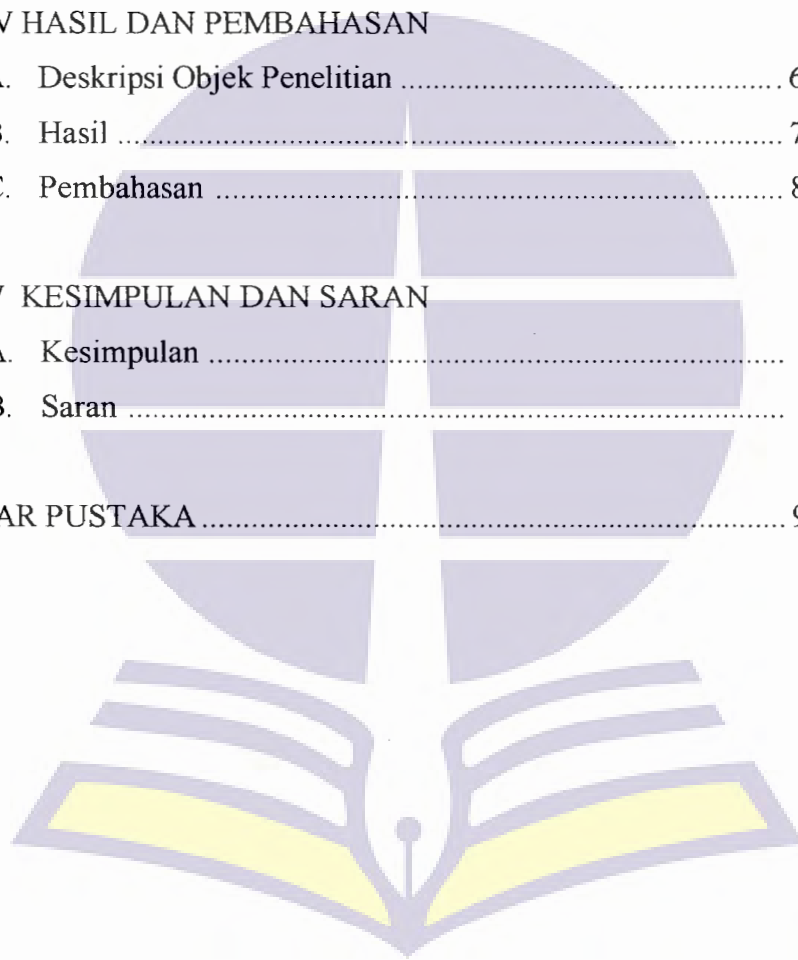 V HASIL DAN PEMBAHASAN
A. Deskripsi Objek Penelitian ................................................ 6
B. Hasil .................................................................................... 7
C. Pembahasan ........................................................................ 8
V KESIMPULAN DAN SARAN
A. Kesimpulan .........................................................................
B. Saran ...................................................................................
AR PUSTAKA .......................................................................... 9